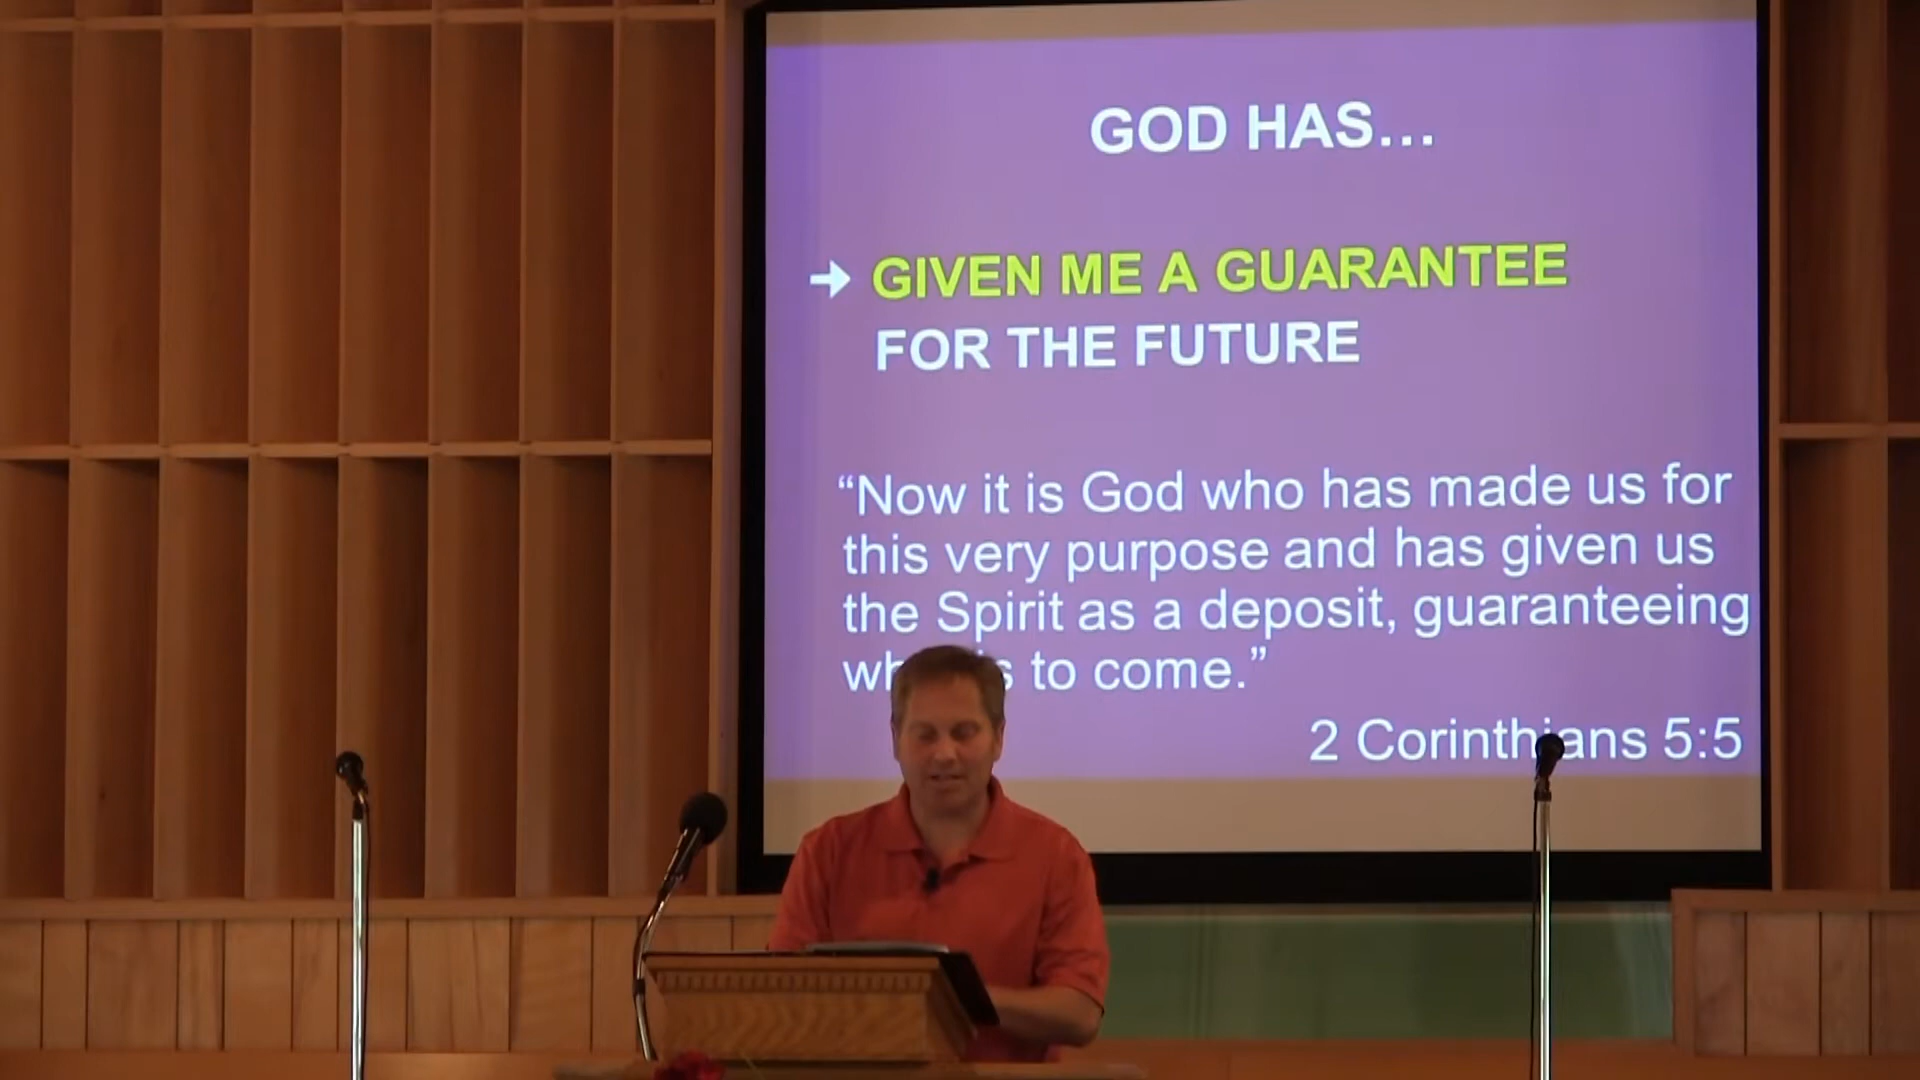 GOD HAS...
GIVEN ME A GUARANTEE
FOR THE FUTURE
“Now it is God who has made us for
this very purpose and has given us
the Spirit as a deposit, guaranteeing
to come.”
2 Corinthians 5:5